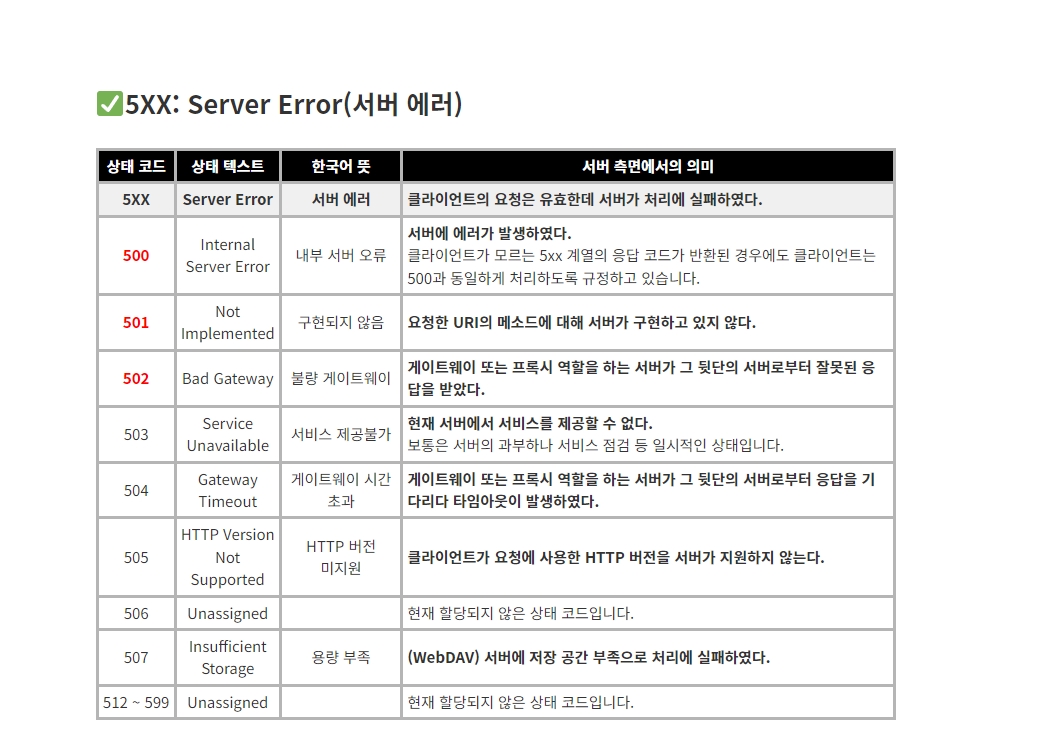 ✅5XX: Server Error(서버 에러)
상태 코드 상태 텍스트 한국어 뜻 서버 측면에서의 의미
5XX Server Error 서버 에러 클라이언트의 요청은 유효한데 서버가 처리에 실패하였다.
500
Internal
Server Error
내부 서버 오류
서버에 에러가 발생하였다.
클라이언트가 모르는 5xx 계열의 응답 코드가 반환된 경우에도 클라이언트는
500과 동일하게 처리하도록 규정하고 있습니다.
501
Not
Implemented
구현되지 않음
요청한 URI의 메소드에 대해 서버가 구현하고 있지 않다.
502
Bad Gateway
불량 게이트웨이
게이트웨이 또는 프록시 역할을 하는 서버가 그 뒷단의 서버로부터 잘못된 응
답을 받았다.
503
Service
Unavailable
서비스 제공불가
현재 서버에서 서비스를 제공할 수 없다.
보통은 서버의 과부하나 서비스 점검 등 일시적인 상태입니다.
504
Gateway
Timeout
게이트웨이 시간
초과
게이트웨이 또는 프록시 역할을 하는 서버가 그 뒷단의 서버로부터 응답을 기
다리다 타임아웃이 발생하였다.
505
HTTP Version
Not
Supported
HTTP 버전
미지원
클라이언트가 요청에 사용한 HTTP 버전을 서버가 지원하지 않는다.
506 Unassigned 현재 할당되지 않은 상태 코드입니다.
507
Insufficient
Storage
용량 부족
(WebDAV) 서버에 저장 공간 부족으로 처리에 실패하였다.
512 ~ 599 Unassigned 현재 할당되지 않은 상태 코드입니다.